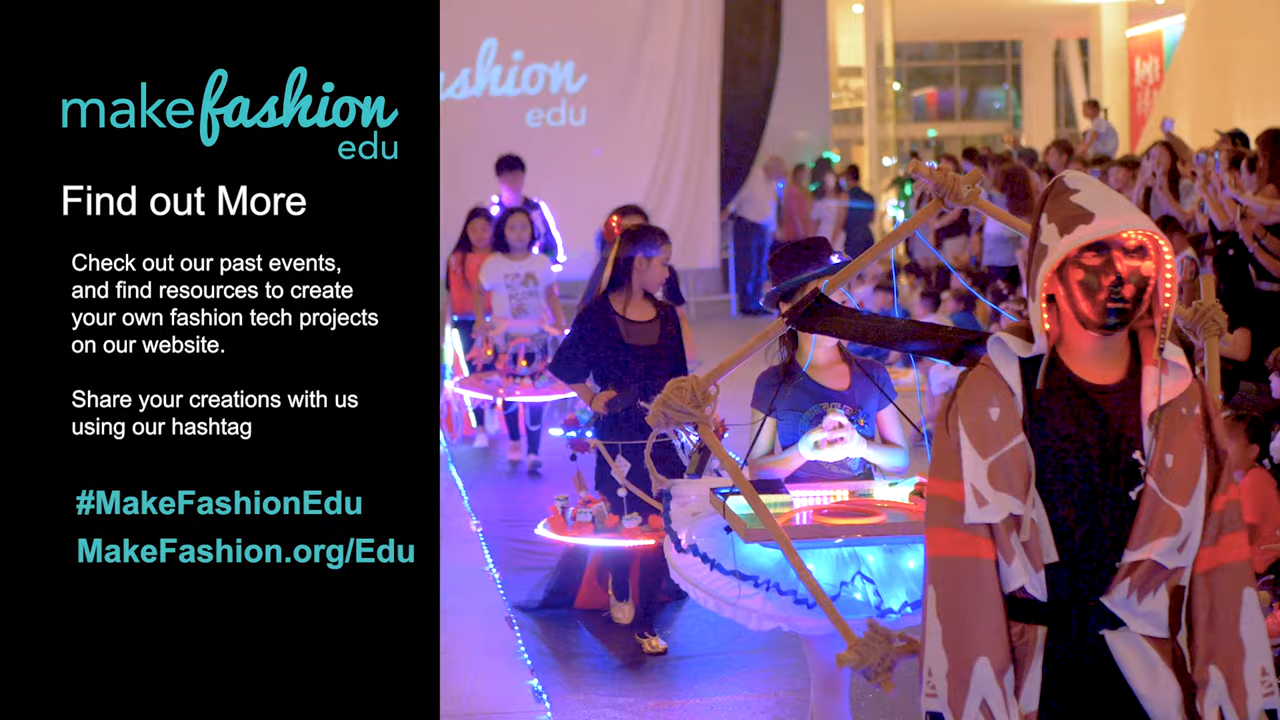 makefashion
edu
Find out More
Check out our past events,
and find resources to create
your own fashion tech projects
on our website.
Share your creations with us
using our hashtag
#MakeFashionEdu
MakeFashion.org/Edu
fashion
edu